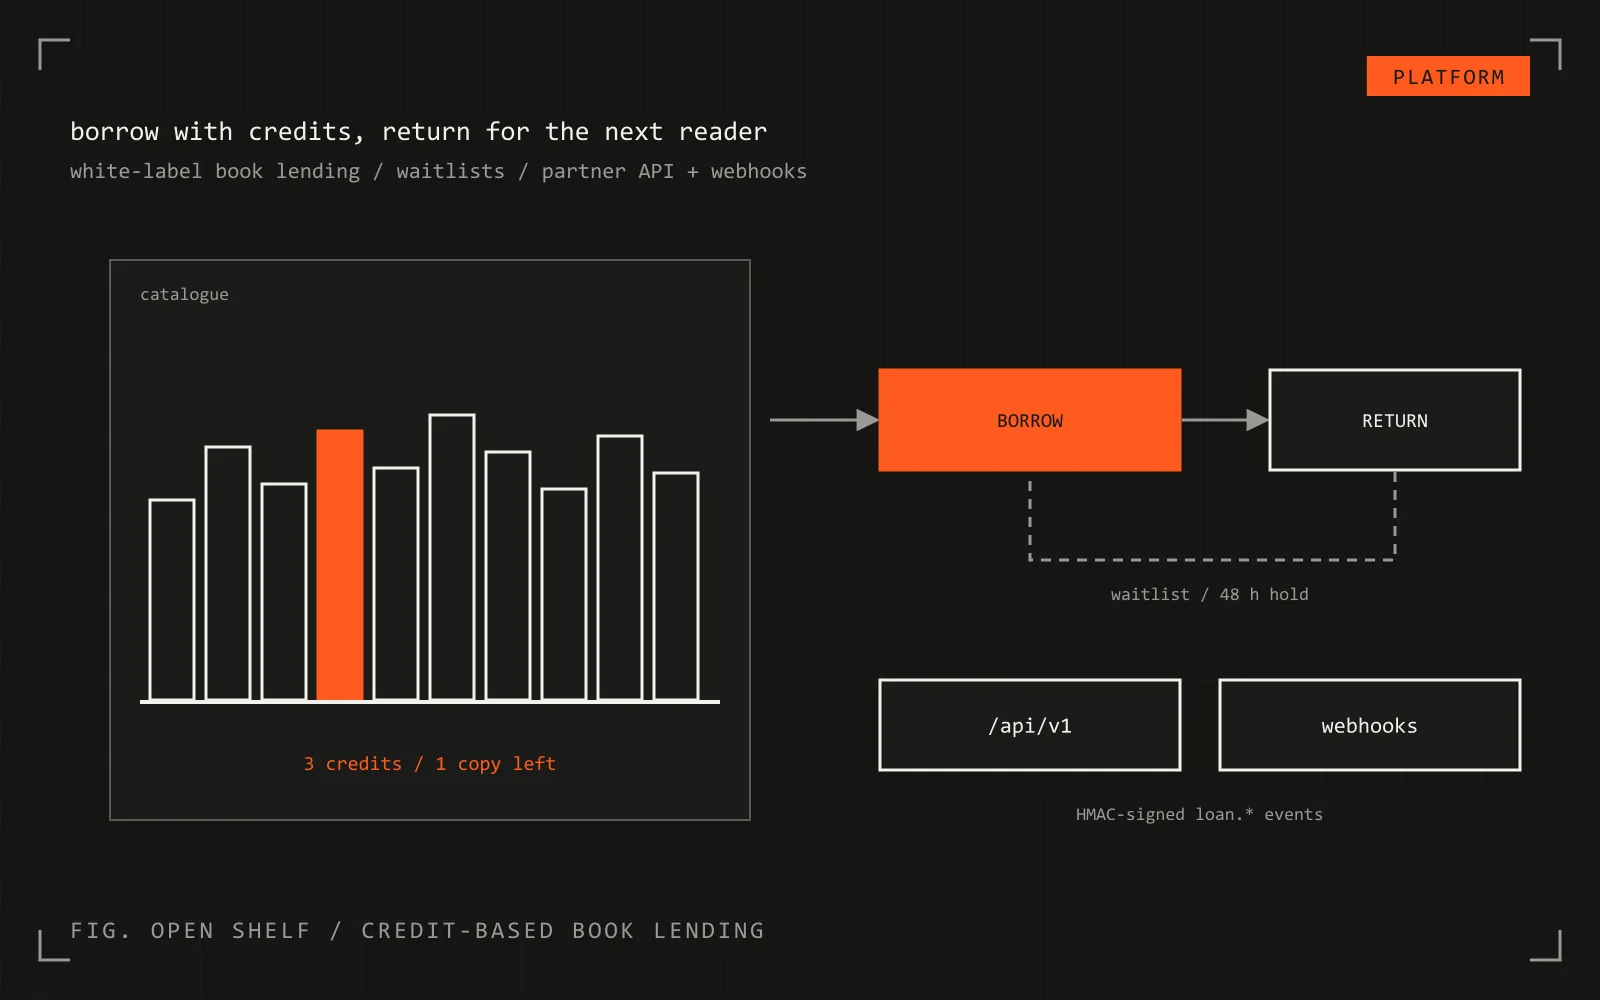 PLATFORM
borrow with credits, return for the next reader
white-label book lending / waitlists / partner API + webhooks
catalogue
BORROW
RETURN
waitlist / 48 h hold
/api/v1
webhooks
3 credits / 1 copy left
HMAC-signed loan.* events
FIG. OPEN SHELF / CREDIT-BASED BOOK LENDING